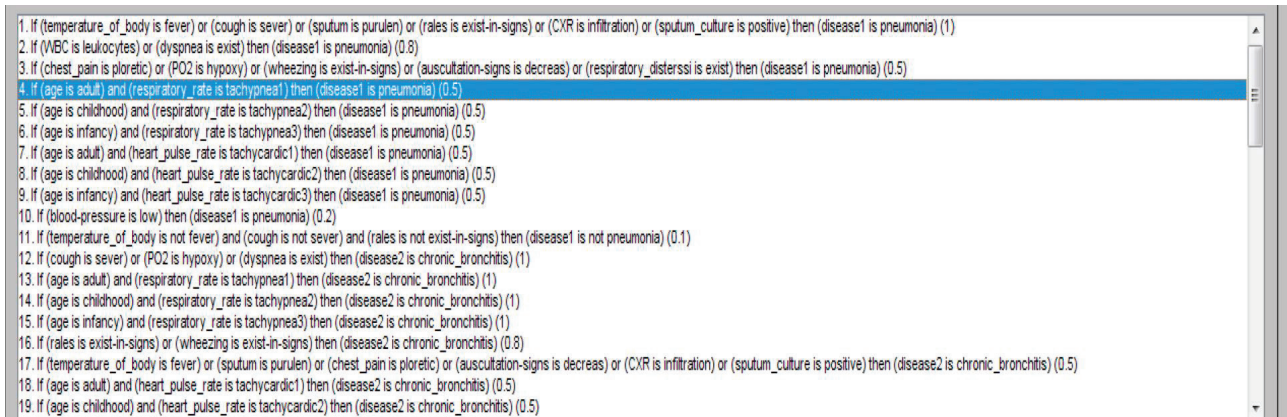 1. If (temperature_of_body is fever) or (cough is sever) or (sputum is purulen) or (rales is exist-in-signs) or (CXR is infiltration) or (sputum_culture is positive) then (disease1 is pneumonia) (1)
2. If (WBC is leukocytes) or (dyspnea is exist) then (disease1 is pneumonia) (0.8)
3. If (chest_pain is ploretic) or (PO2 is hypoxy) or (wheezing is exist-in-signs) or (auscultation-signs is decreas) or (respiratory_disterssi is exist) then (disease1 is pneumonia) (0.5)
4. If (age is adult) and (respiratory_rate is tachypnea1) then (disease1 is pneumonia) (0.5)
5. If (age is childhood) and (respiratory_rate is tachypnea2) then (disease1 is pneumonia) (0.5)
6. If (age is infancy) and (respiratory_rate is tachypnea3) then (disease1 is pneumonia) (0.5)
7. If (age is adult) and (heart_pulse_rate is tachycardic1) then (disease1 is pneumonia) (0.5)
8. If (age is childhood) and (heart_pulse_rate is tachycardic2) then (disease1 is pneumonia) (0.5)
9. If (age is infancy) and (heart_pulse_rate is tachycardic3) then (disease1 is pneumonia) (0.5)
10. If (blood-pressure is low) then (disease1 is pneumonia) (0.2)
11. If (temperature_of_body is not fever) and (cough is not sever) and (rales is not exist-in-signs) then (disease1 is not pneumonia) (0.1)
12. If (cough is sever) or (PO2 is hypoxy) or (dyspnea is exist) then (disease2 is chronic_bronchitis) (1)
13. If (age is adult) and (respiratory_rate is tachypnea1) then (disease2 is chronic_bronchitis) (1)
14. If (age is childhood) and (respiratory_rate is tachypnea2) then (disease2 is chronic_bronchitis) (1)
15. If (age is infancy) and (respiratory_rate is tachypnea3) then (disease2 is chronic_bronchitis) (1)
16. If (rales is exist-in-signs) or (wheezing is exist-in-signs) then (disease2 is chronic_bronchitis) (0.8)
17. If (temperature_of_body is fever) or (sputum is purulen) or (chest_pain is ploretic) or (auscultation-signs is decreas) or (CXR is infiltration) or (sputum_culture is positive) then (disease2 is chronic_bronchitis) (0.5)
18. If (age is adult) and (heart_pulse_rate is tachycardic1) then (disease2 is chronic_bronchitis) (0.5)
19. If (age is childhood) and (heart_pulse_rate is tachycardic2) then (disease2 is chronic_bronchitis) (0.5)